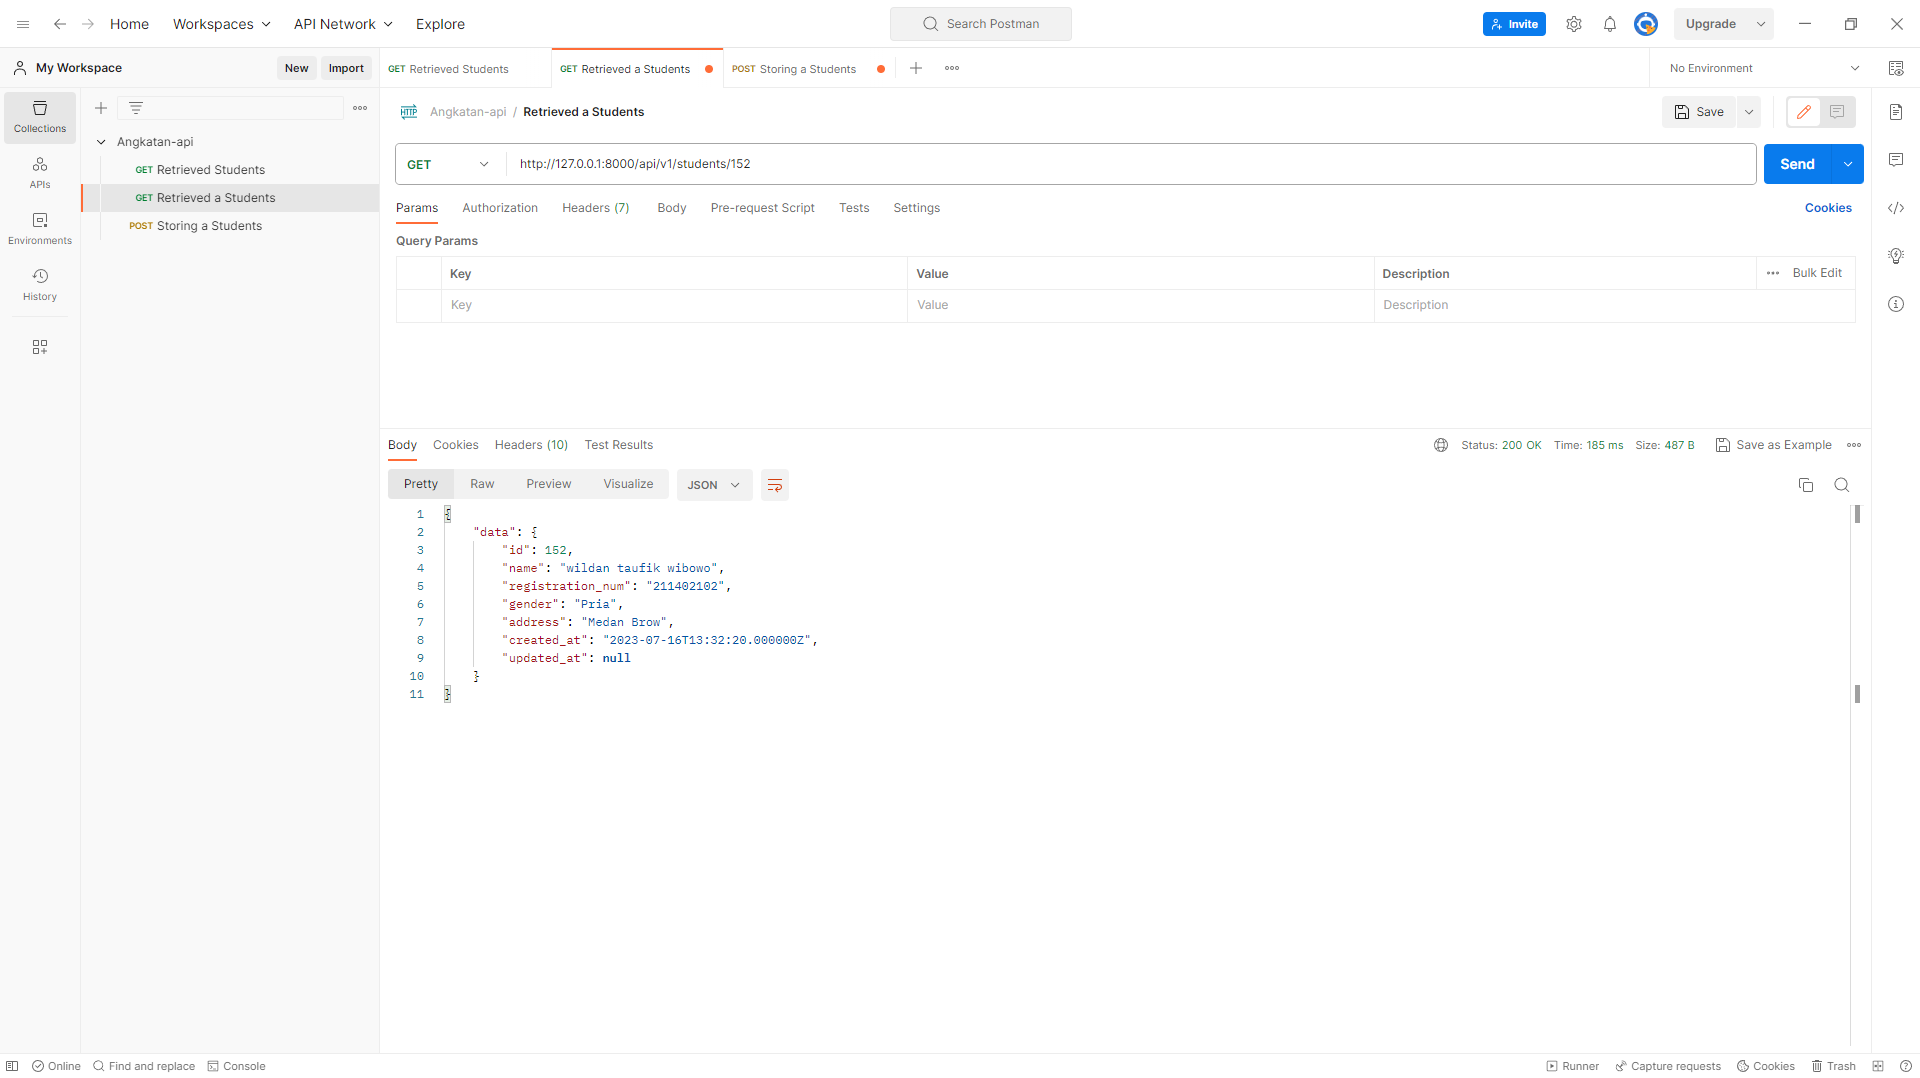 Home Workspaces API Network Explore Search Postman Invite Upgrade
My Workspace New Import GET Retrieved Students GET Retrieved a Students POST Storing a Students No Environment
Collections
APIs
Environments
History
Angkatan-api
GET Retrieved Students
GET Retrieved a Students
POST Storing a Students
HTTP Angkatan-api / Retrieved a Students Save
GET http://127.0.0.1:8000/api/v1/students/152 Send
Params Authorization Headers (7) Body Pre-request Script Tests Settings Cookies
Query Params
Key Value Description Bulk Edit
Key Value Description
Body Cookies Headers (10) Test Results Status: 200 OK Time: 185 ms Size: 487 B Save as Example
Pretty Raw Preview Visualize JSON
1 {
2 "data": {
3 "id": 152,
4 "name": "wildan taufik wibowo",
5 "registration_num": "211402102",
6 "gender": "Pria",
7 "address": "Medan Brow",
8 "created_at": "2023-07-16T13:32:20.000000Z",
9 "updated_at": null
10 }
11 }
Online Find and replace Console Runner Capture requests Cookies Trash